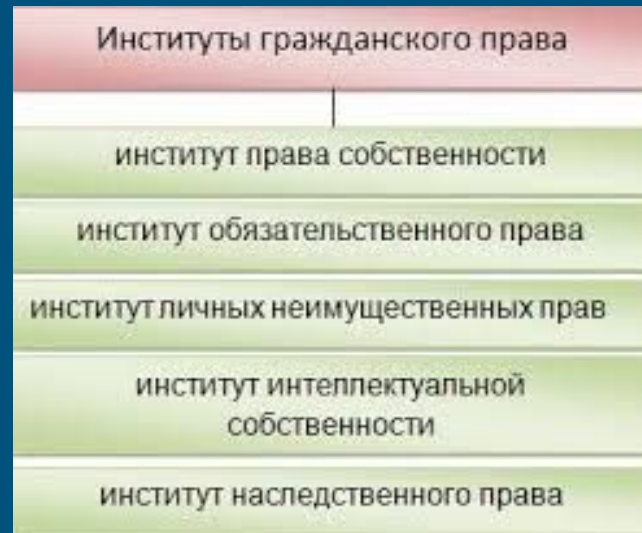 Институты гражданского права
институт права собственности
институт обязательственного права
институт личных неимущественных прав
институт интеллектуальной
собственности
институт наследственного права